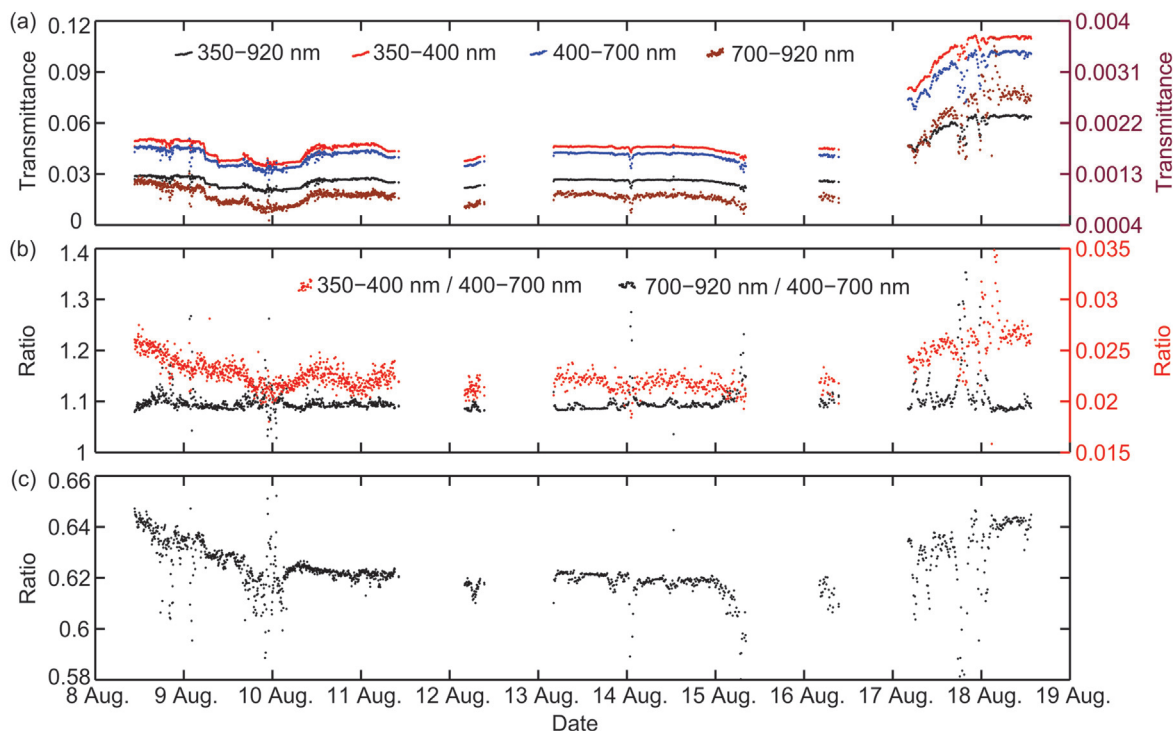 (a)
0.12
0.09
0.06
0.03
0
Transmittance
350−920 nm
350−400 nm
400−700 nm
700−920 nm
0.004
0.0031
0.0022
0.0013
0.0004
Transmittance
(b)
1.4
1.3
1.2
1.1
1
Ratio
350−400 nm / 400−700 nm
700−920 nm / 400−700 nm
0.035
0.03
0.025
0.02
0.015
Ratio
(c)
0.66
0.64
0.62
0.6
0.58
Ratio
8 Aug. 9 Aug. 10 Aug. 11 Aug. 12 Aug. 13 Aug. 14 Aug. 15 Aug. 16 Aug. 17 Aug. 18 Aug. 19 Aug.
Date